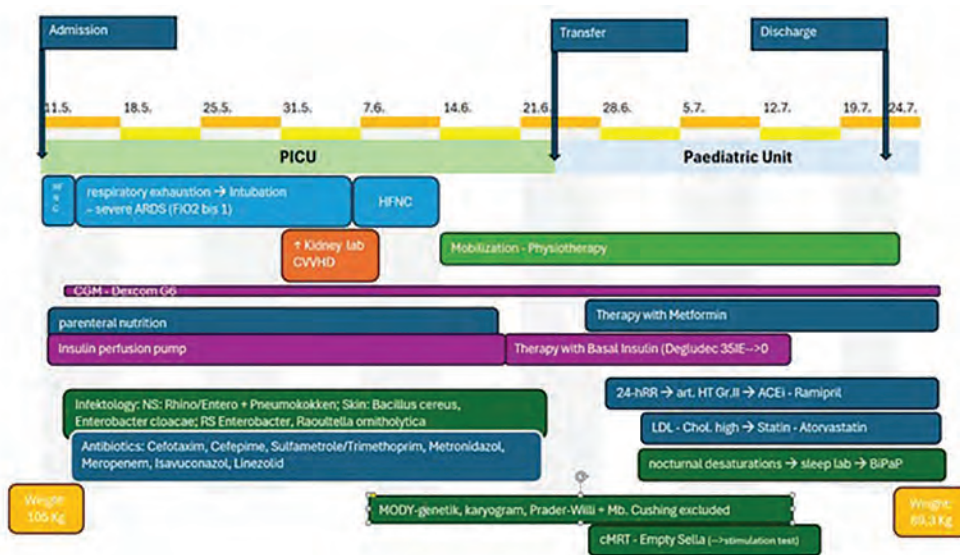 Admission
Transfer
Discharge
11.5.
18.5.
25.5.
31.5.
7.6.
14.6.
21.6.
28.6.
5.7.
12.7.
19.7.
24.7.
PICU
Paediatric Unit
HF
N
C
respiratory exhaustion → Intubation
– severe ARDS (FiO2 bis 1)
HFNC
↑ Kidney lab
CVVHD
Mobilization - Physiotherapy
CGM - Dexcom G6
parenteral nutrition
Therapy with Metformin
Insulin perfusion pump
Therapy with Basal Insulin (Degludec 35IE-->0
Infektology: NS: Rhino/Entero + Pneumokokken; Skin: Bacillus cereus,
Enterobacter cloacae; RS Enterobacter, Raoultella ornitholytica
24-hRR → art. HT Gr.II → ACEi - Ramipril
LDL - Chol. high → Statin - Atorvastatin
Antibiotics: Cefotaxim, Cefepime, Sulfametrole/Trimethoprim, Metronidazol,
Meropenem, Isavuconazol, Linezolid
nocturnal desaturations → sleep lab → BiPaP
Weight:
105 Kg
Weight:
89.3 Kg
MODY-genetik, karyogram, Prader-Willi + Mb. Cushing excluded
cMRT - Empty Sella (-->stimulation test)